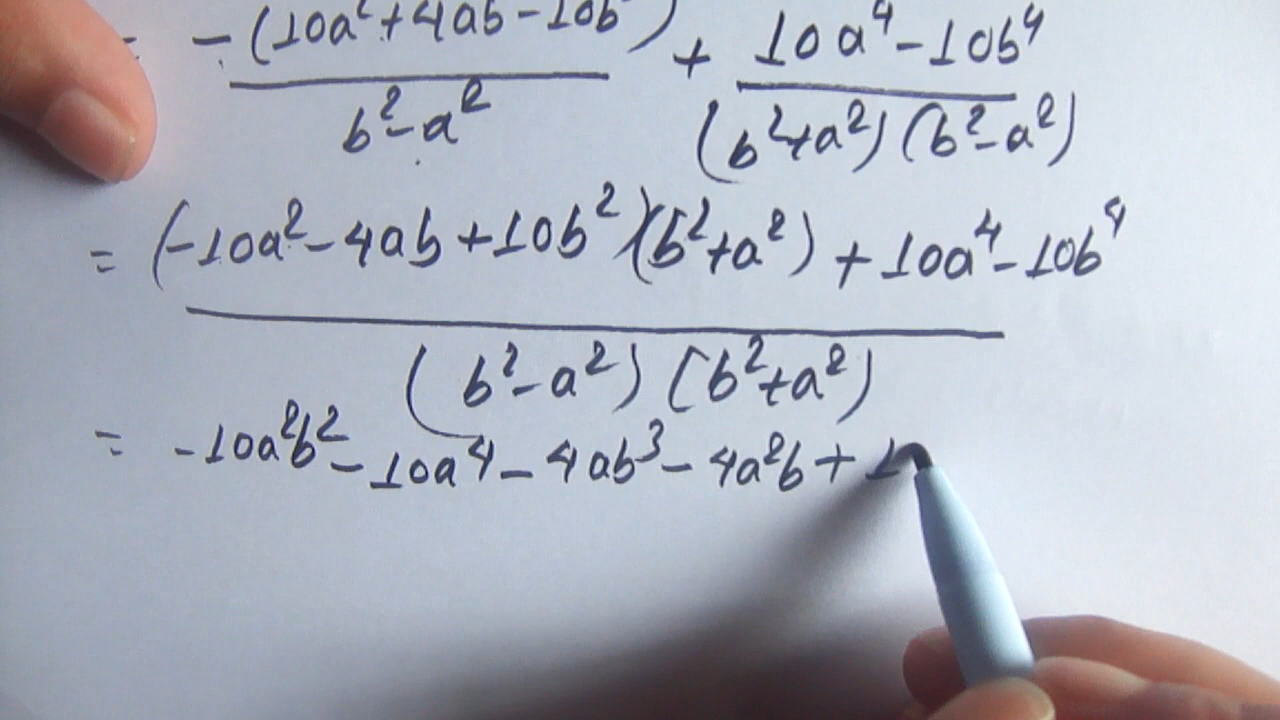 = -(10a²+4ab-10b²) + 10a⁴-10b⁴
b²-a² (b²+a²)(b²-a²)
= (-10a²-4ab+10b²)(b²+a²) + 10a⁴-10b⁴
(b²-a²)(b²+a²)
= -10a²b²-10a⁴-4ab³-4a²b+1